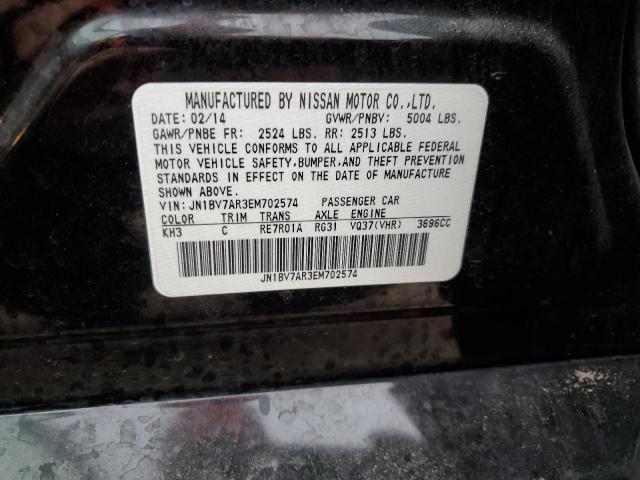 MANUFACTURED BY NISSAN MOTOR CO.,LTD.
DATE: 02/14 GVWR/PNBV: 5004 LBS.
GAWR/PNBE FR: 2524 LBS. RR: 2513 LBS.
THIS VEHICLE CONFORMS TO ALL APPLICABLE FEDERAL
MOTOR VEHICLE SAFETY,BUMPER,AND THEFT PREVENTION
STANDARDS IN EFFECT ON THE DATE OF MANUFACTURE
SHOWN ABOVE.
VIN: JN1BV7AR3EM702574 PASSENGER CAR
COLOR TRIM TRANS AXLE ENGINE
KH3 C RE7R01A RG31 VQ37(VHR) 3696CC
JN1BV7AR3EM702574